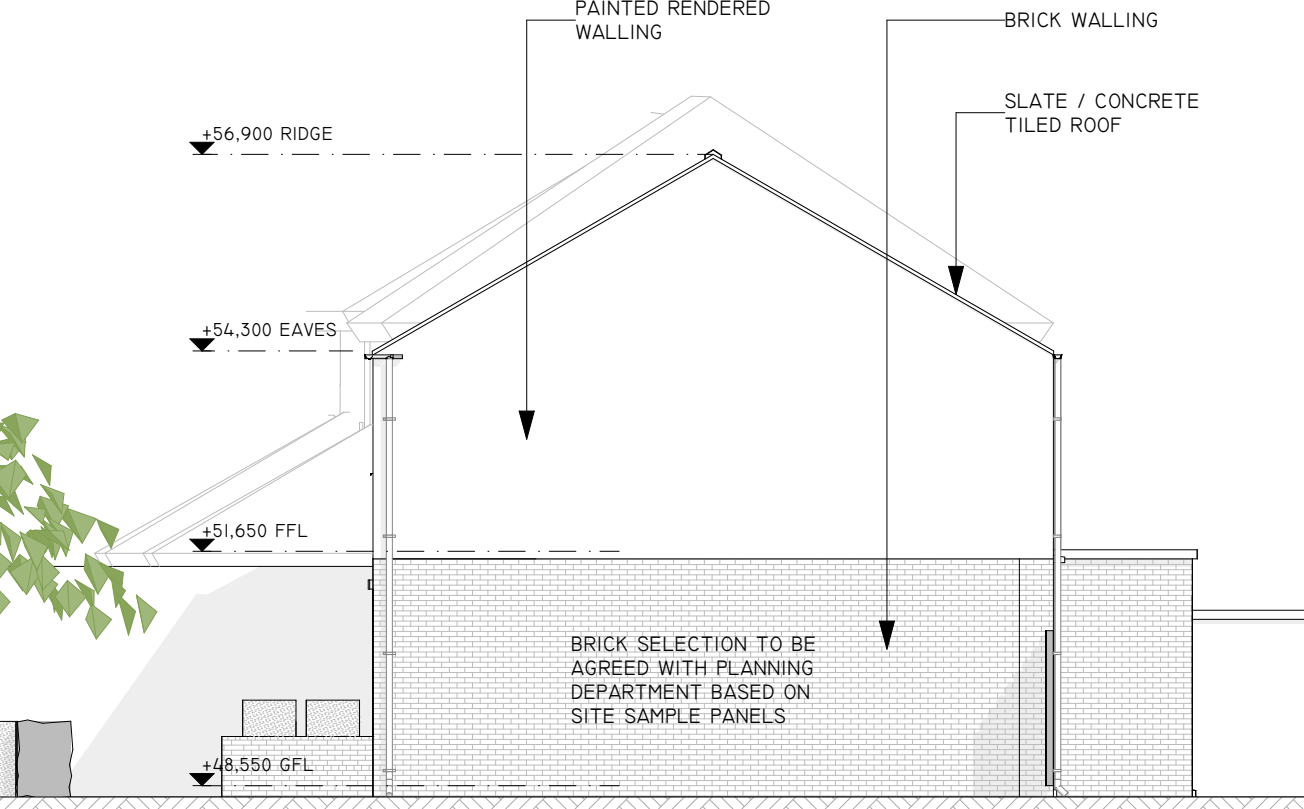 PAINTED RENDERED
WALLING
BRICK WALLING
SLATE / CONCRETE
TILED ROOF
+56,900 RIDGE
+54,300 EAVES
+51,650 FFL
BRICK SELECTION TO BE
AGREED WITH PLANNING
DEPARTMENT BASED ON
SITE SAMPLE PANELS
+48,550 GFL